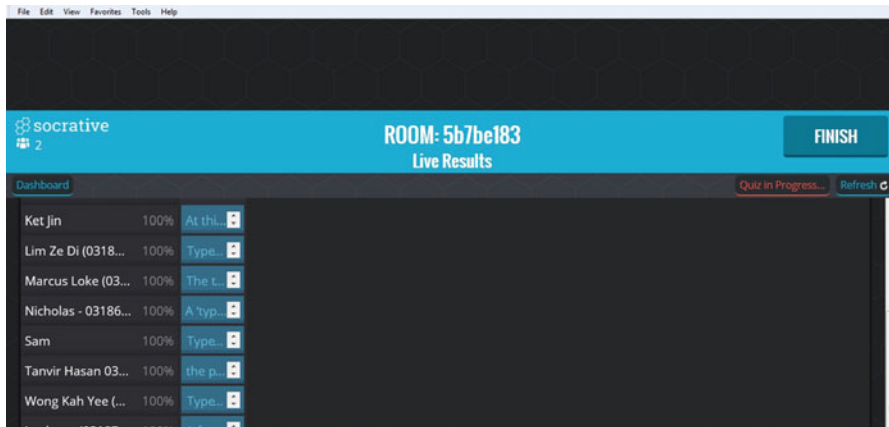 File Edit View Favorites Tools Help
socrative
2
ROOM: 5b7be183
Live Results
FINISH
Dashboard
Quiz in Progress...
Refresh
Ket Jin 100% At thi...
Lim Ze Di (0318... 100% Type...
Marcus Loke (03... 100% The t...
Nicholas - 03186... 100% A 'typ...
Sam 100% Type...
Tanvir Hasan 03... 100% the p...
Wong Kah Yee (... 100% Type...